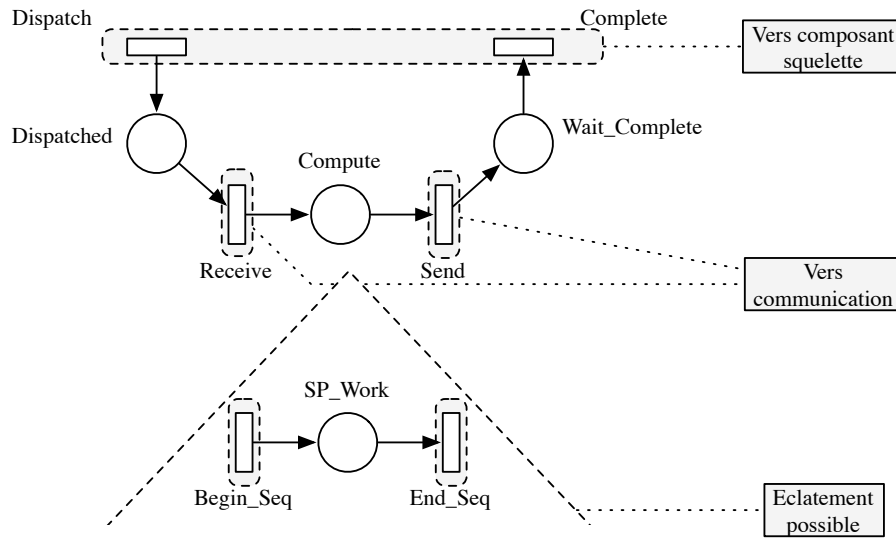 Dispatch
Complete
Vers composant
squelette
Dispatched
Wait_Complete
Compute
Receive
Send
Vers
communication
SP_Work
Begin_Seq
End_Seq
Eclatement
possible